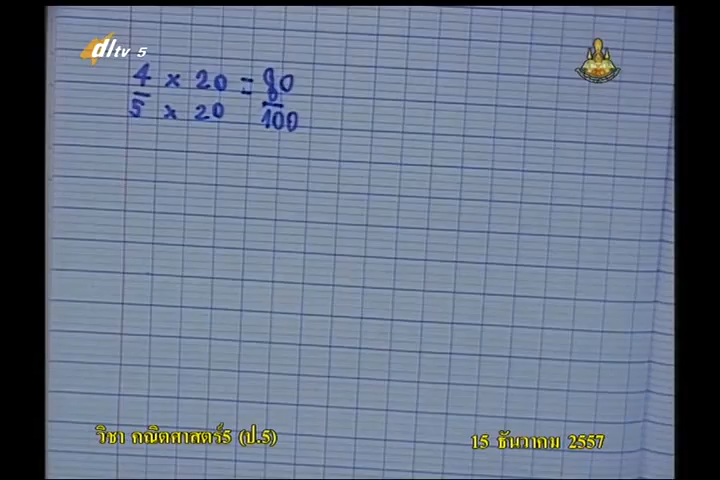 dltv 5
4 × 20 = 80
5 × 20 100
วิชา คณิตศาสตร์5 (ป.5)
15 ธันวาคม 2557